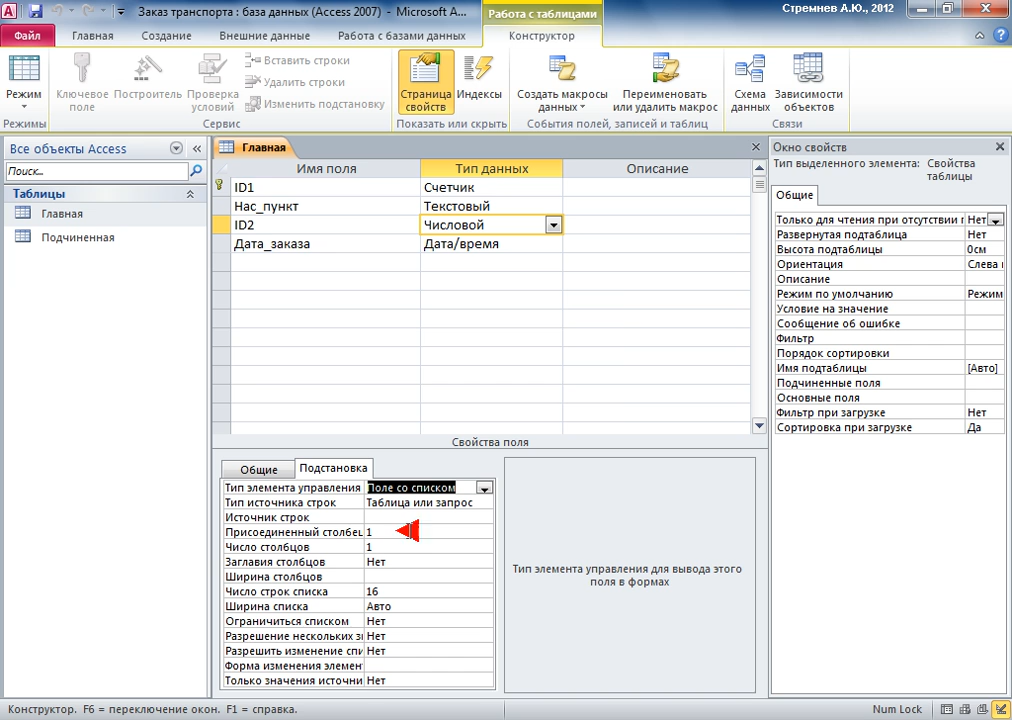 Заказ транспорта : база данных (Access 2007) - Microsoft A...
Работа с таблицами
Стремнев А.Ю., 2012
Файл
Главная
Создание
Внешние данные
Работа с базами данных
Конструктор
Режим
Ключевое поле
Построитель
Проверка условий
Вставить строки
Удалить строки
Изменить подстановку
Страница свойств
Индексы
Создать макросы данных
Переименовать или удалить макрос
Схема данных
Зависимости объектов
Режимы
Сервис
Показать или скрыть
События полей, записей и таблиц
Связи
Все объекты Access
Поиск...
Таблицы
Главная
Подчиненная
Главная
Имя поля
Тип данных
Описание
ID1 Счетчик
Нас_пункт Текстовый
ID2 Числовой
Дата_заказа Дата/время
Свойства поля
Общие
Подстановка
Тип элемента управления Поле со списком
Тип источника строк Таблица или запрос
Источник строк
Присоединенный столбец 1
Число столбцов 1
Заглавия столбцов Нет
Ширина столбцов
Число строк списка 16
Ширина списка Авто
Ограничиться списком Нет
Разрешение нескольких з Нет
Разрешить изменение спи Нет
Форма изменения элемен
Только значения источни Нет
Тип элемента управления для вывода этого
поля в формах
Окно свойств
Тип выделенного элемента: Свойства
таблицы
Общие
Только для чтения при отсутствии п Нет
Развернутая подтаблица Нет
Высота подтаблицы 0см
Ориентация Слева
Описание
Режим по умолчанию Режим
Условие на значение
Сообщение об ошибке
Фильтр
Порядок сортировки
Имя подтаблицы [Авто]
Подчиненные поля
Основные поля
Фильтр при загрузке Нет
Сортировка при загрузке Да
Конструктор. F6 = переключение окон. F1 = справка.
Num Lock